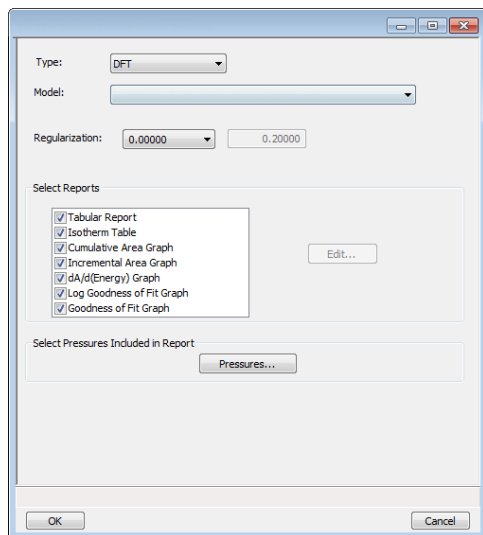 Type: DFT
Model:
Regularization: 0.00000 0.20000
Select Reports
Tabular Report
Isotherm Table
Cumulative Area Graph
Incremental Area Graph
dA/d(Energy) Graph
Log Goodness of Fit Graph
Goodness of Fit Graph
Edit...
Select Pressures Included in Report
Pressures...
OK Cancel